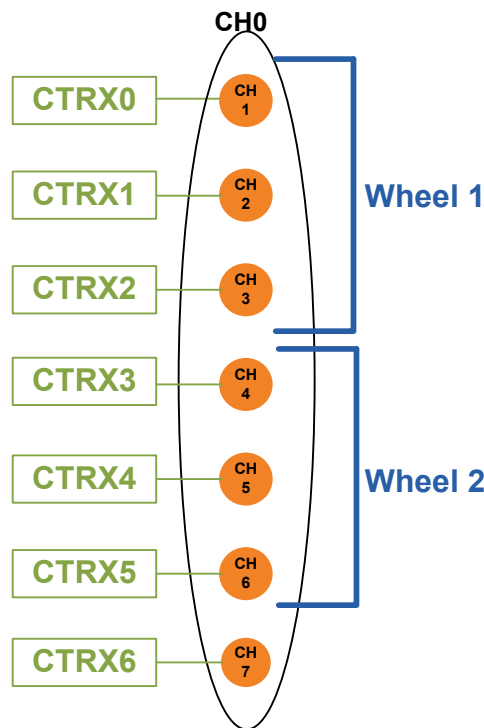 CH0
CTRX0
CH
1
CTRX1
CH
2
Wheel 1
CTRX2
CH
3
CTRX3
CH
4
CTRX4
CH
5
Wheel 2
CTRX5
CH
6
CTRX6
CH
7